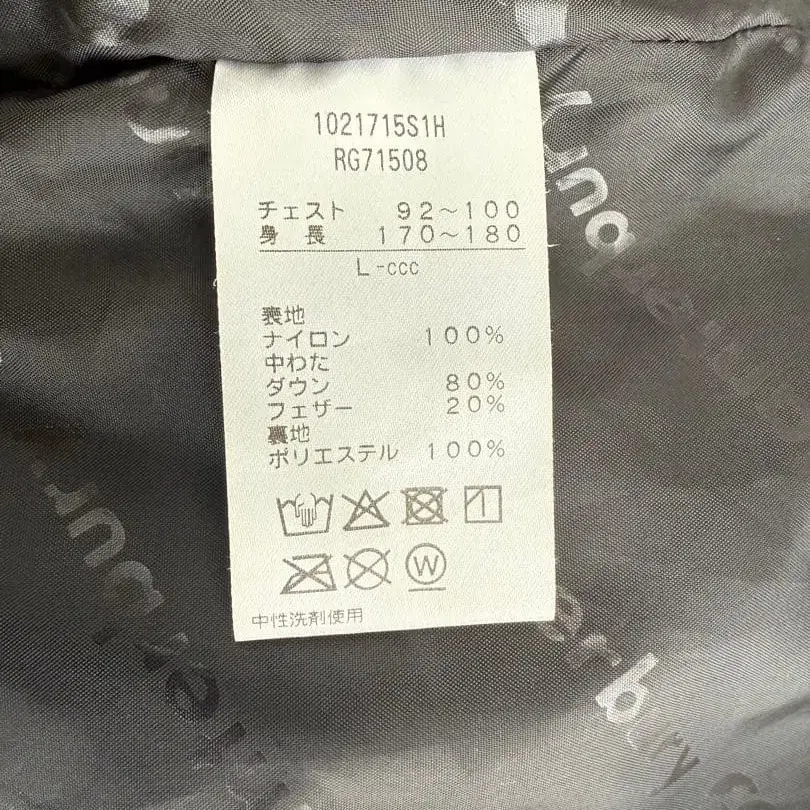 1021715S1H
RG71508
チェスト 92～100
身長 170～180
L-ccc
表地
ナイロン 100%
中わた
ダウン 80%
フェザー 20%
裏地
ポリエステル 100%
W
中性洗剤使用